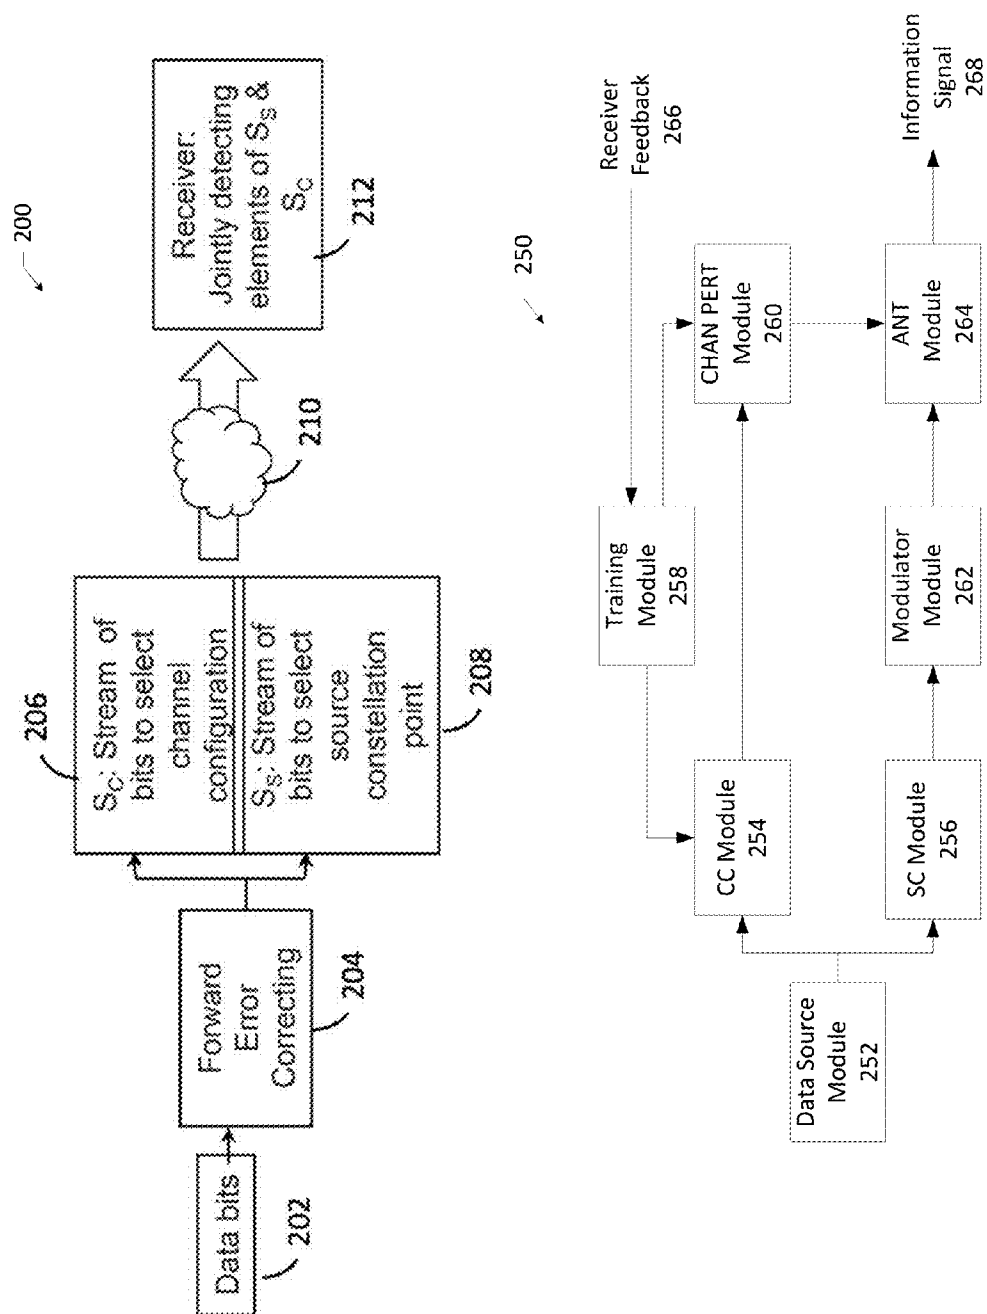 200
Data bits
202
Forward
Error
Correcting
204
206
S_C: Stream of
bits to select
channel
configuration
S_S: Stream of
bits to select
source
constellation
point
208
210
Receiver:
Jointly detecting
elements of S_S &
S_C
212
250
Data Source
Module
252
CC Module
254
SC Module
256
Training
Module
258
Receiver
Feedback
266
CHAN PERT
Module
260
Modulator
Module
262
ANT
Module
264
Information
Signal
268